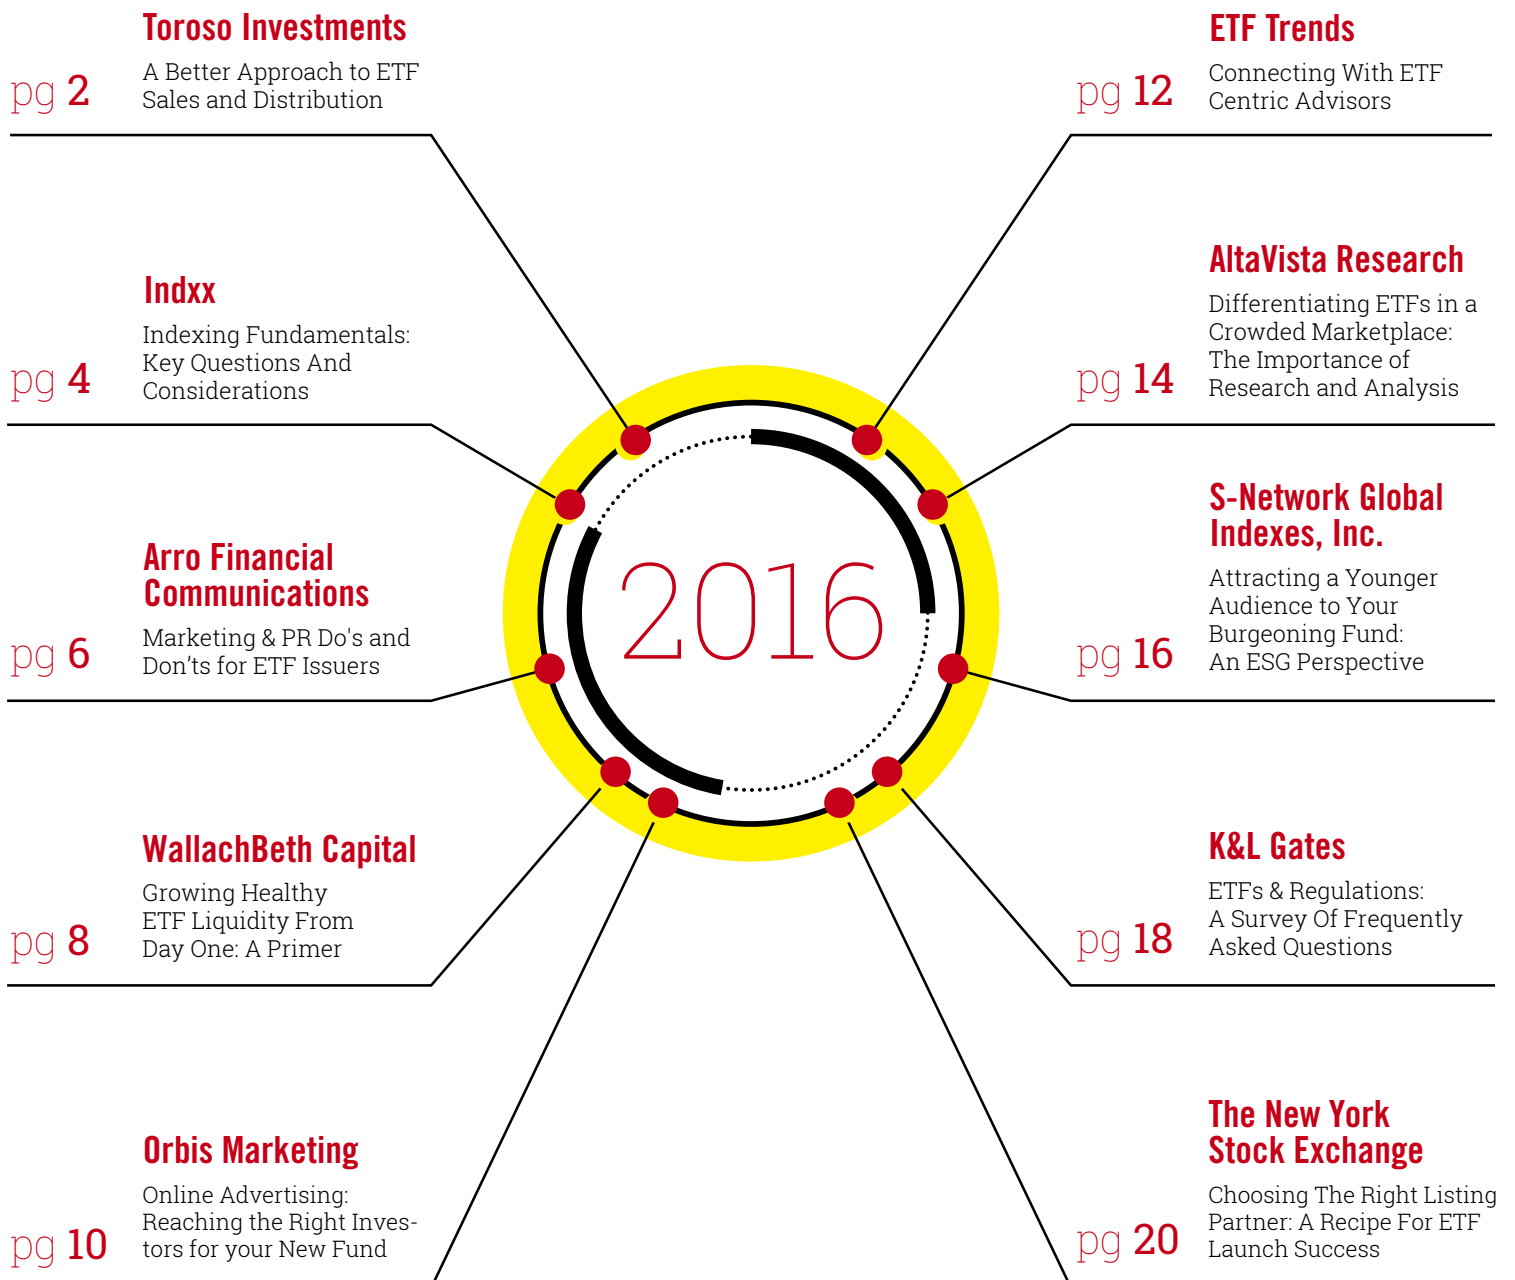 Toroso Investments
A Better Approach to ETF
Sales and Distribution
pg 2
Indxx
Indexing Fundamentals:
Key Questions And
Considerations
pg 4
Arro Financial
Communications
Marketing & PR Do's and
Don’ts for ETF Issuers
pg 6
WallachBeth Capital
Growing Healthy
ETF Liquidity From
Day One: A Primer
pg 8
Orbis Marketing
Online Advertising:
Reaching the Right Inves-
tors for your New Fund
pg 10
2016
ETF Trends
Connecting With ETF
Centric Advisors
pg 12
AltaVista Research
Differentiating ETFs in a
Crowded Marketplace:
The Importance of
Research and Analysis
pg 14
S-Network Global
Indexes, Inc.
Attracting a Younger
Audience to Your
Burgeoning Fund:
An ESG Perspective
pg 16
K&L Gates
ETFs & Regulations:
A Survey Of Frequently
Asked Questions
pg 18
The New York
Stock Exchange
Choosing The Right Listing
Partner: A Recipe For ETF
Launch Success
pg 20